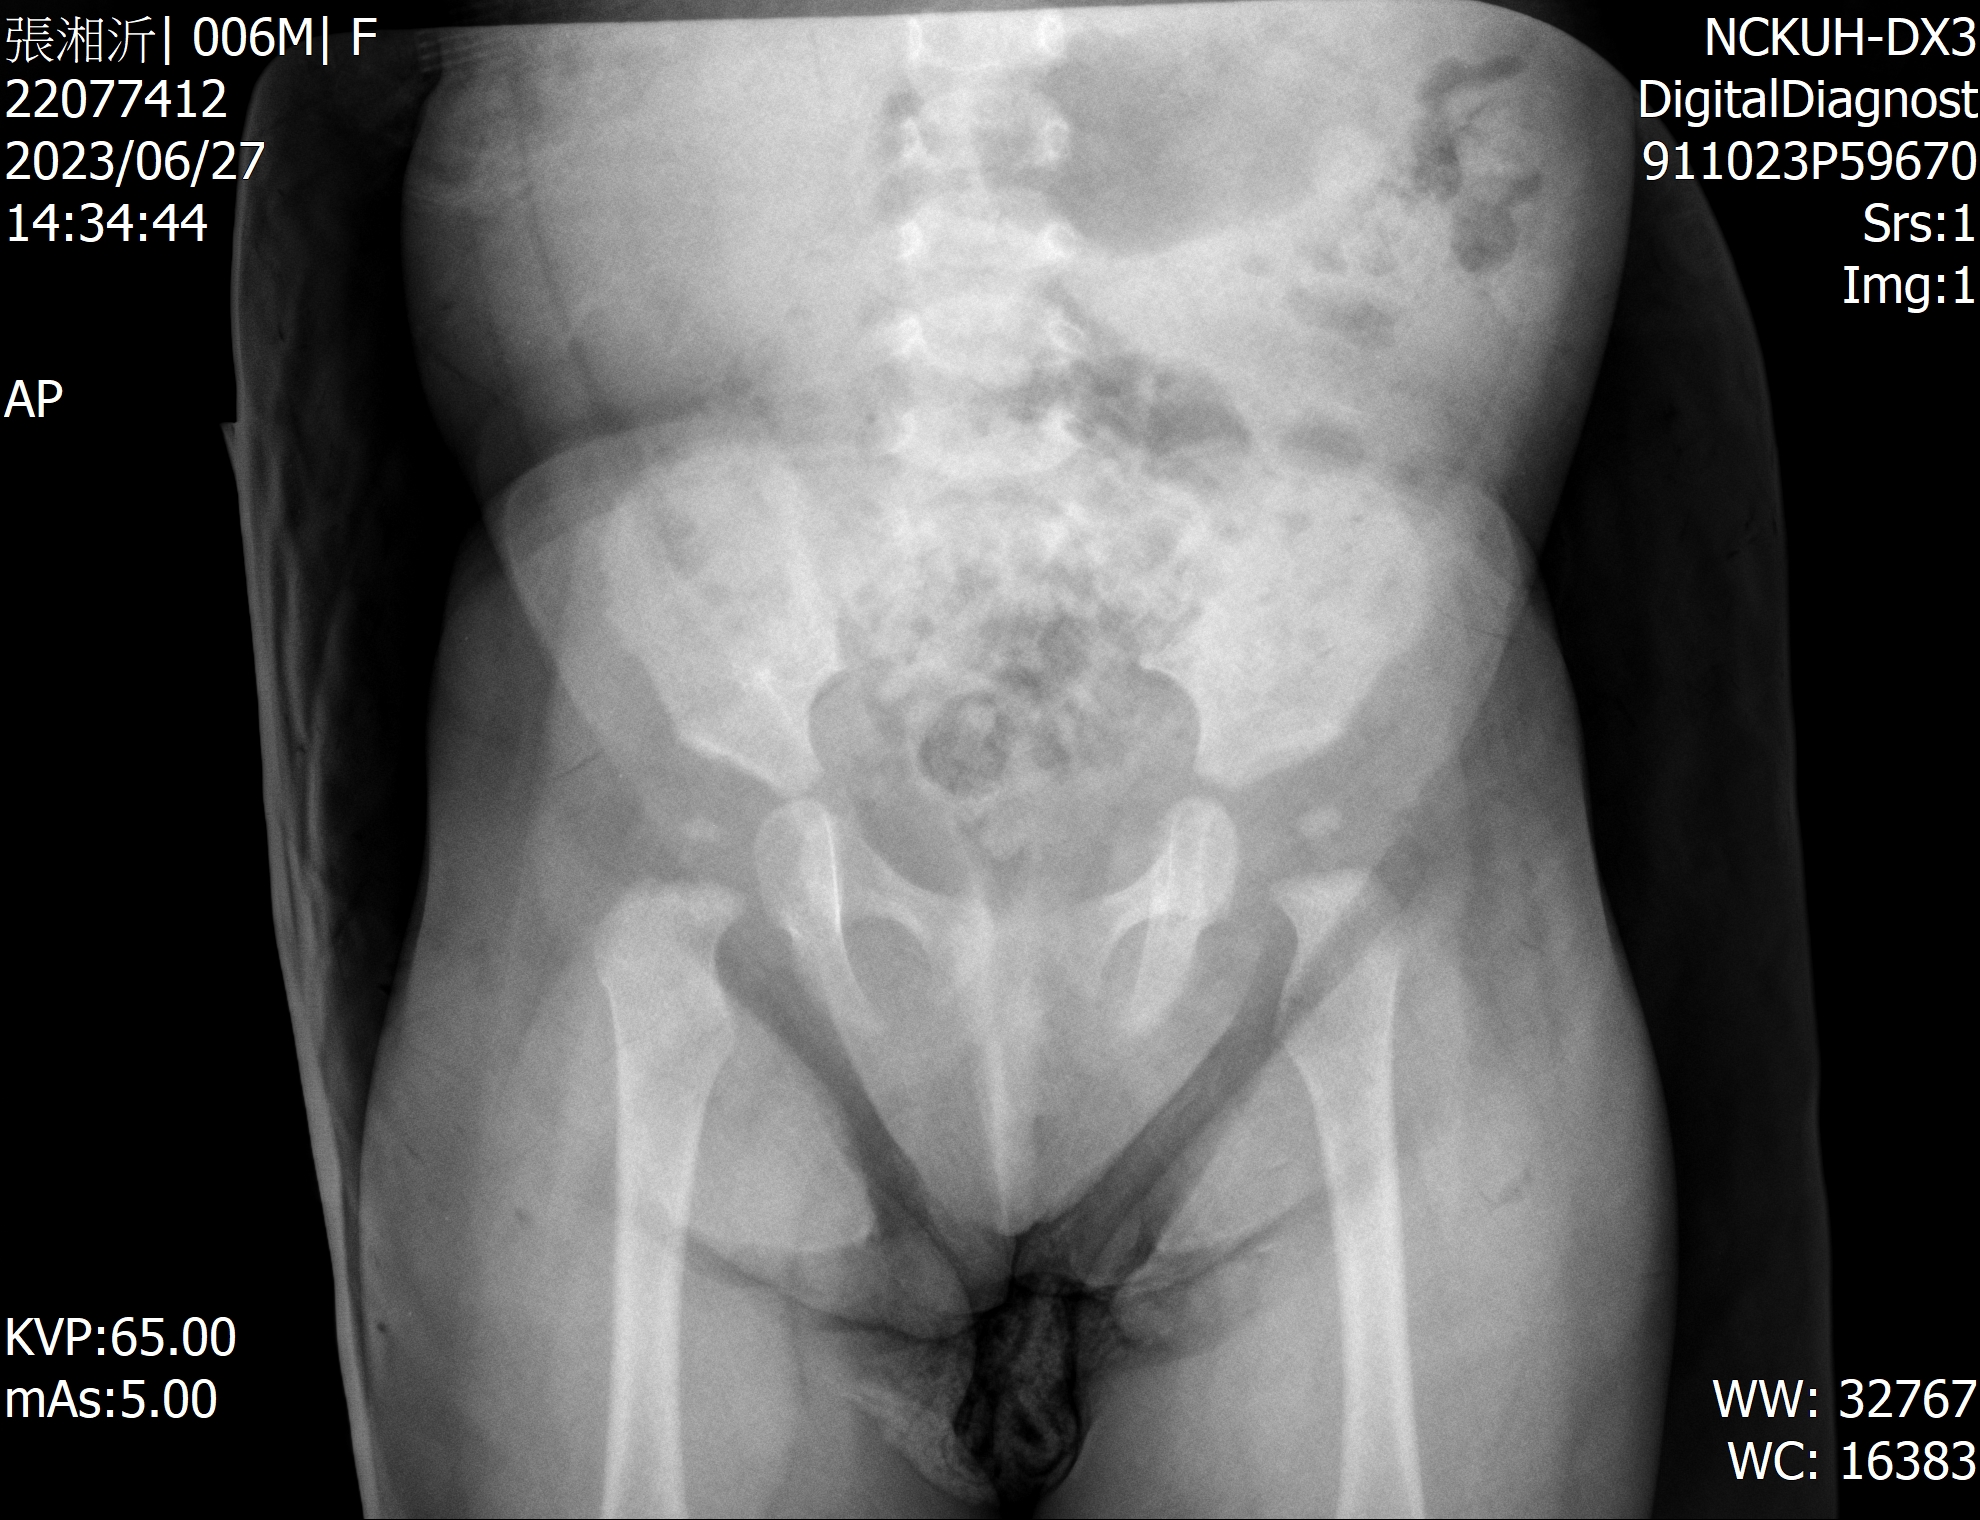 張湘沂| 006M| F
22077412
2023/06/27
14:34:44
AP
KVP:65.00
mAs:5.00
NCKUH-DX3
DigitalDiagnost
911023P59670
Srs:1
Img:1
WW: 32767
WC: 16383